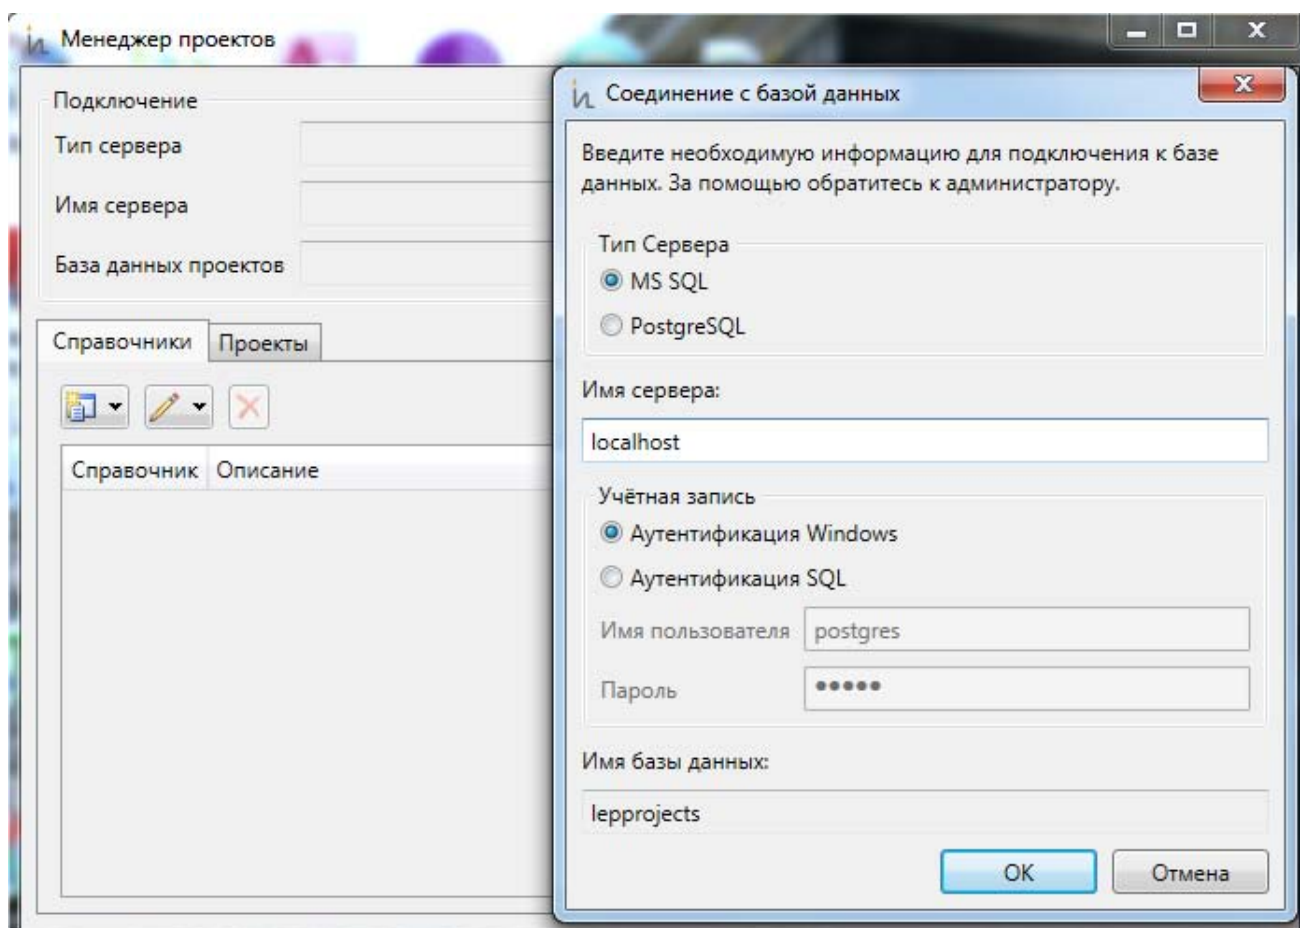 Менеджер проектов
Подключение
Тип сервера
Имя сервера
База данных проектов
Справочники
Проекты
Справочник
Описание
Соединение с базой данных
Введите необходимую информацию для подключения к базе
данных. За помощью обратитесь к администратору.
Тип Сервера
MS SQL
PostgreSQL
Имя сервера:
localhost
Учётная запись
Аутентификация Windows
Аутентификация SQL
Имя пользователя
postgres
Пароль
•••••
Имя базы данных:
lepprojects
OK
Отмена